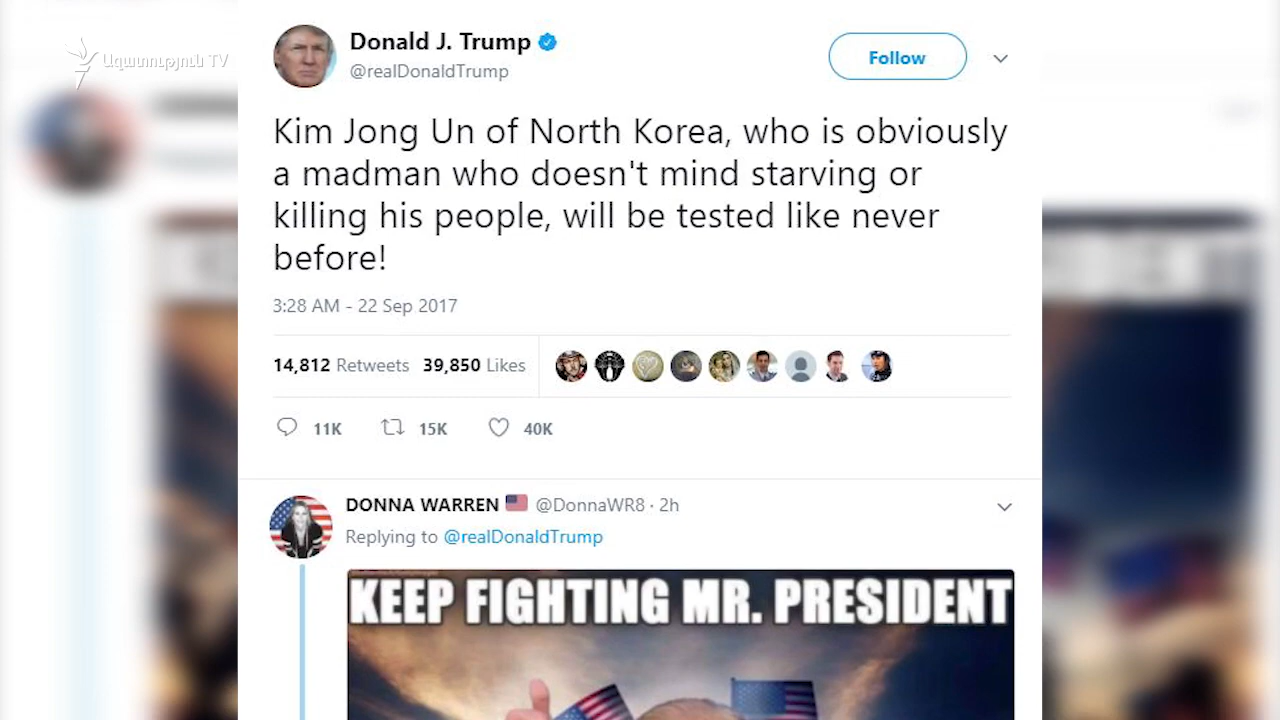 Ազատություն TV
Donald J. Trump
@realDonaldTrump
Follow
Kim Jong Un of North Korea, who is obviously
a madman who doesn't mind starving or
killing his people, will be tested like never
before!
3:28 AM - 22 Sep 2017
14,812 Retweets 39,850 Likes
11K 15K 40K
DONNA WARREN @DonnaWR8 · 2h
Replying to @realDonaldTrump
KEEP FIGHTING MR. PRESIDENT